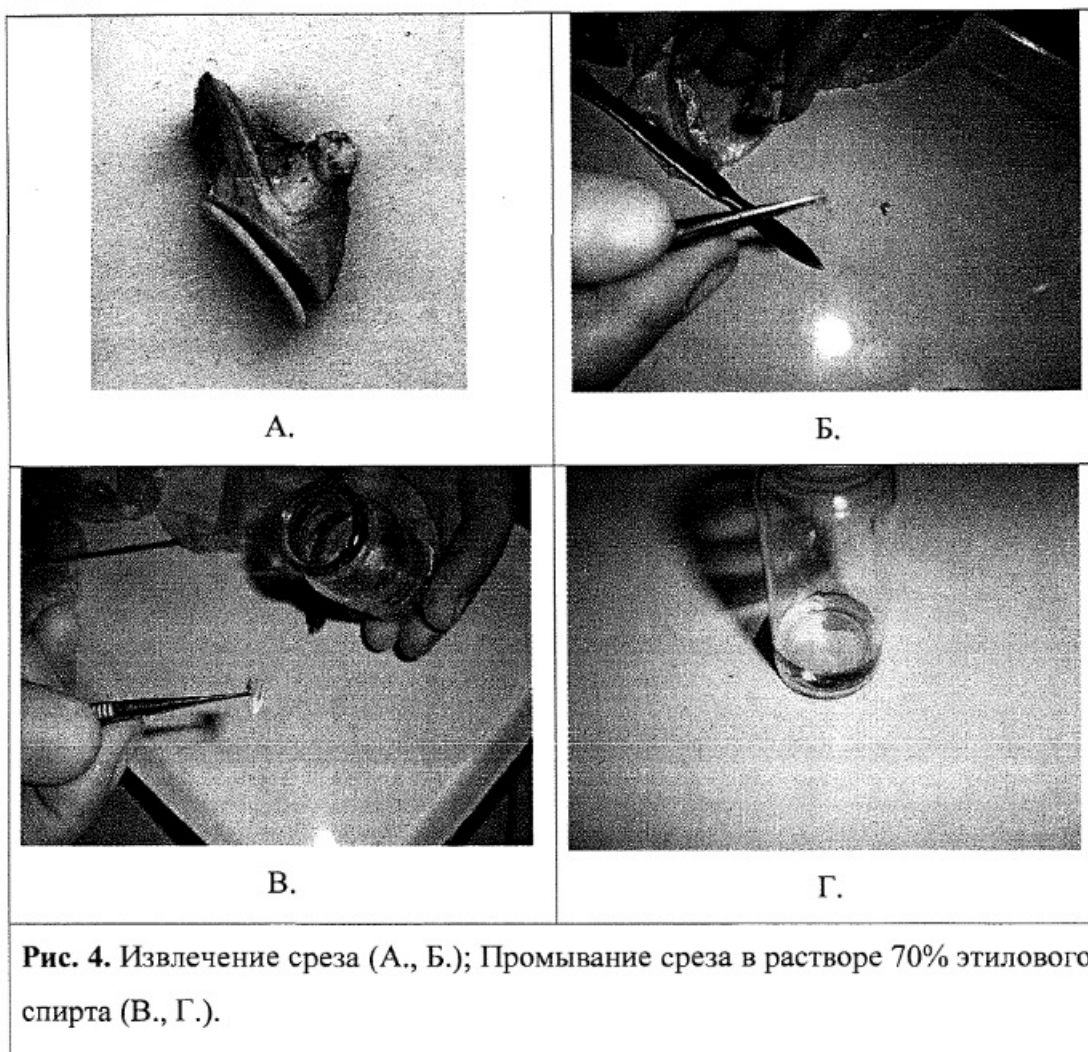 А.
Б.
В.
Г.
Рис. 4. Извлечение среза (А., Б.); Промывание среза в растворе 70% этилового
спирта (В., Г.).